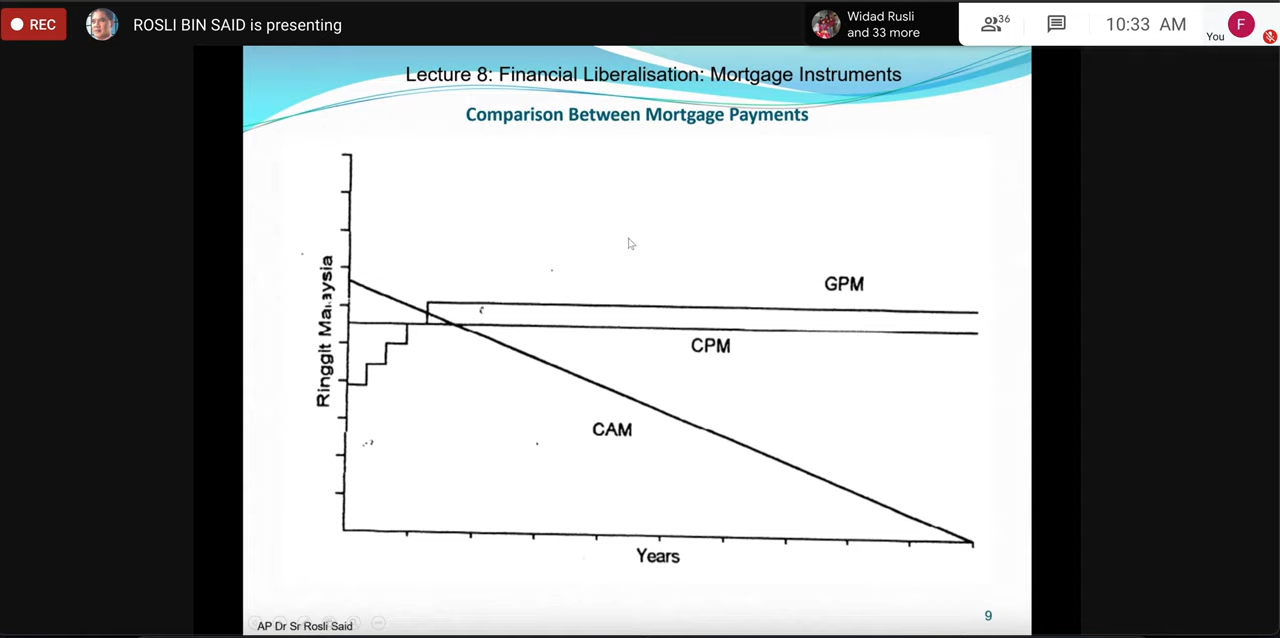 REC
ROSLI BIN SAID is presenting
Widad Rusli
and 33 more
36
10:33 AM
You
F
Lecture 8: Financial Liberalisation: Mortgage Instruments
Comparison Between Mortgage Payments
Ringgit Malaysia
GPM
CPM
CAM
Years
9
AP Dr Sr Rosli Said